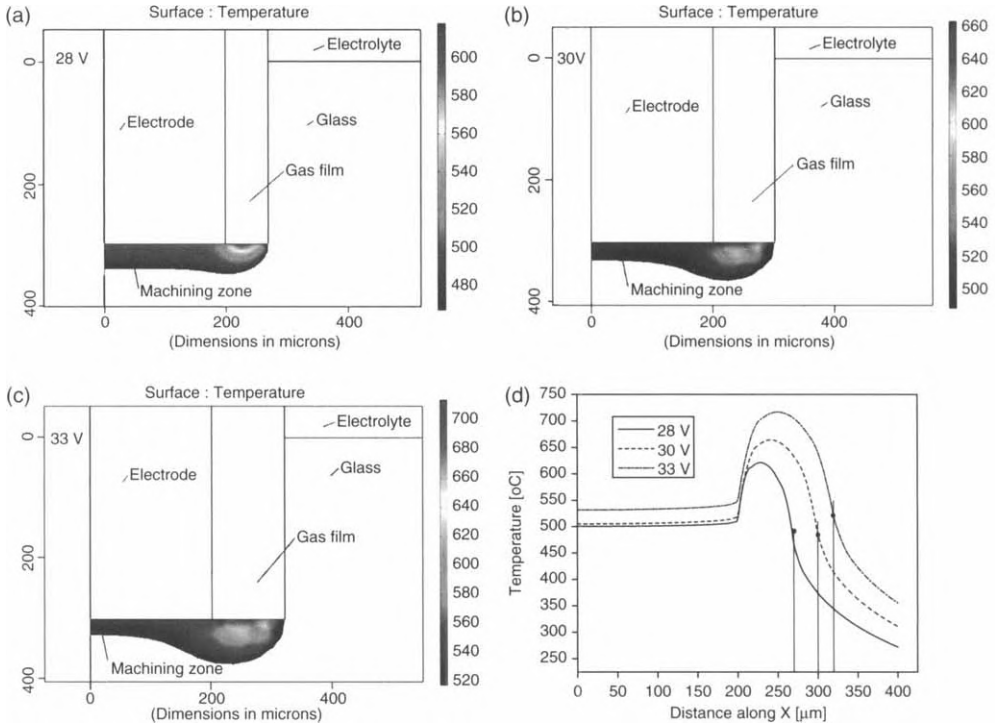 (a)
Surface : Temperature
28 V
Electrolyte
Electrode
Glass
Gas film
Machining zone
0
200
400
0
200
400
(Dimensions in microns)
600
580
560
540
520
500
480
(b)
Surface : Temperature
30V
Electrolyte
Electrode
Glass
Gas film
Machining zone
0
200
400
0
200
400
(Dimensions in microns)
660
640
620
600
580
560
540
520
500
(c)
Surface : Temperature
33 V
Electrolyte
Electrode
Glass
Gas film
Machining zone
0
200
400
0
200
400
(Dimensions in microns)
700
680
660
640
620
600
580
560
540
520
(d)
28 V
30 V
33 V
Temperature [oC]
750
700
650
600
550
500
450
400
350
300
250
0 50 100 150 200 250 300 350 400
Distance along X [µm]